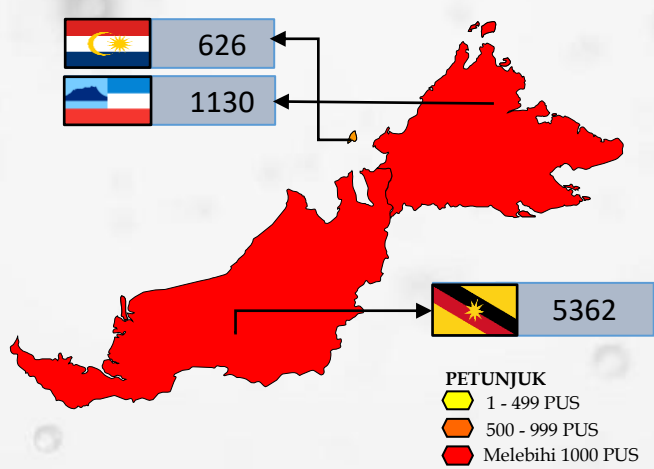 626
1130
5362
PETUNJUK
1 - 499 PUS
500 - 999 PUS
Melebihi 1000 PUS